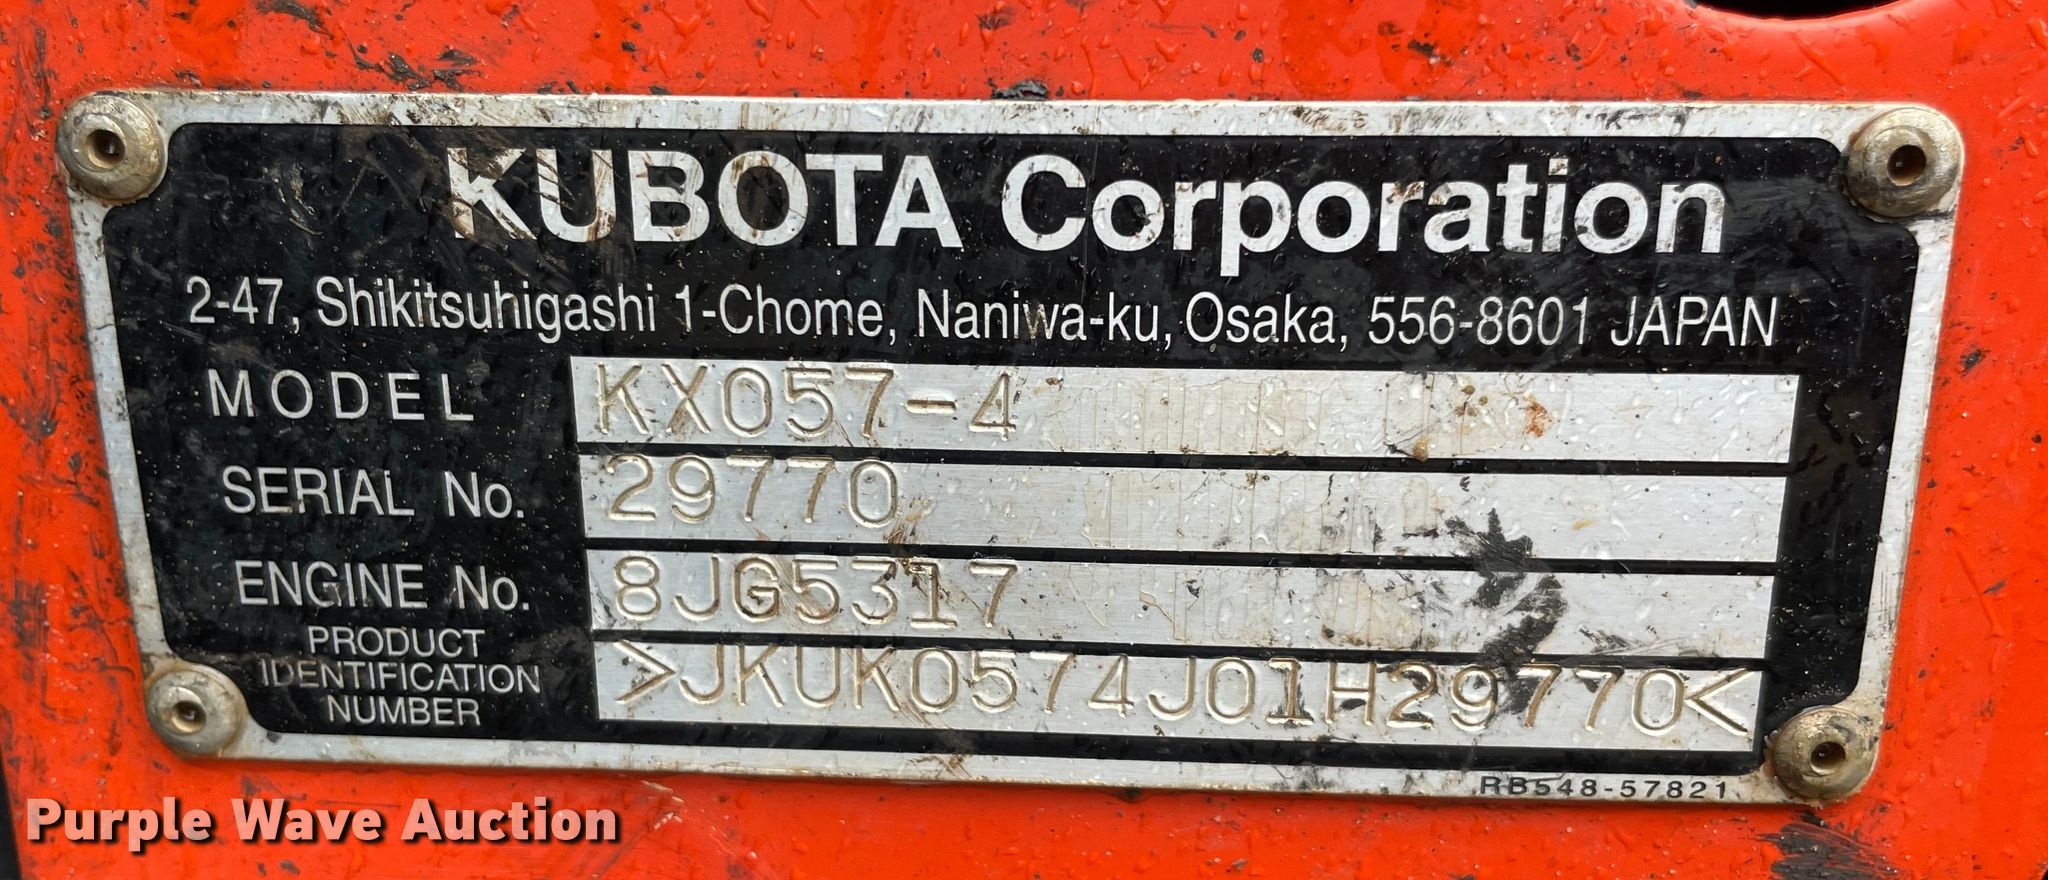 KUBOTA Corporation
2-47, Shikitsuhigashi 1-Chome, Naniwa-ku, Osaka, 556-8601 JAPAN
MODEL KX057-4
SERIAL No. 29770
ENGINE No. 8JG5317
PRODUCT
IDENTIFICATION
NUMBER
>JKUK0574J01H29770<
RB548-57821
Purple Wave Auction